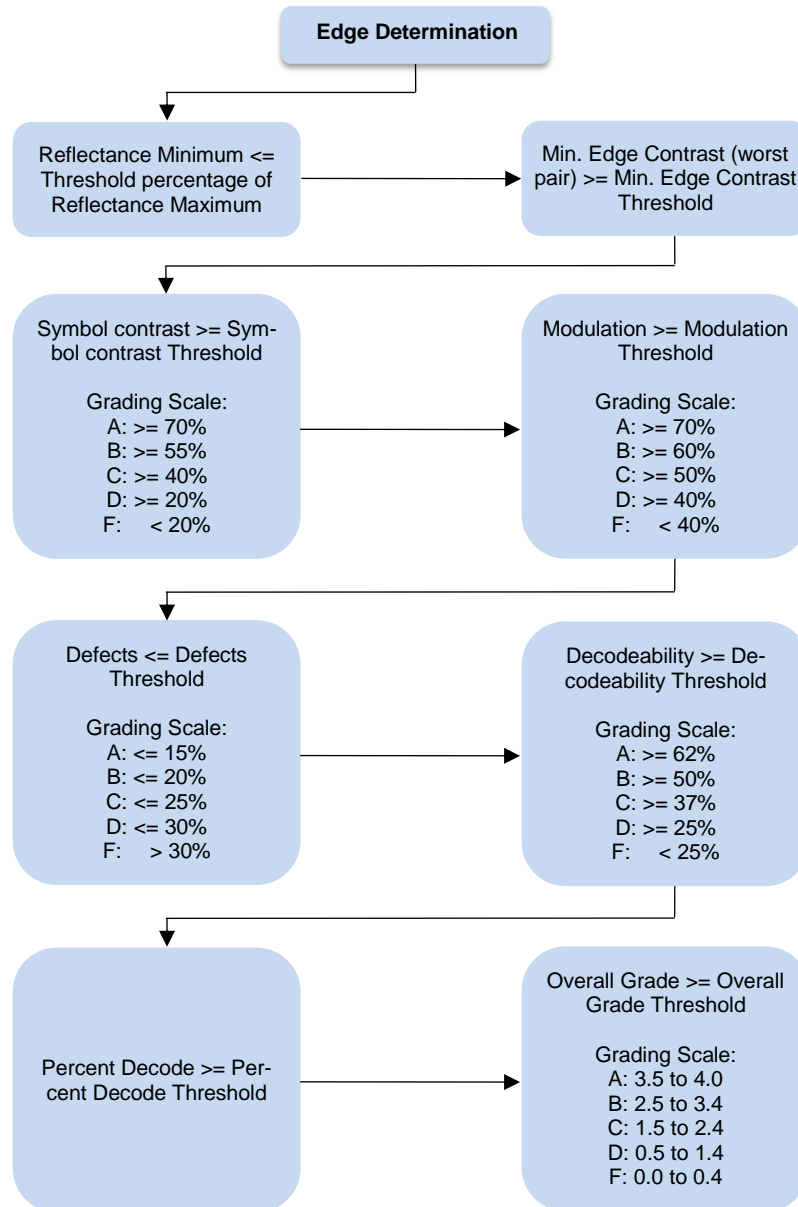 Edge Determination
Reflectance Minimum <=
Threshold percentage of
Reflectance Maximum
Min. Edge Contrast (worst
pair) >= Min. Edge Contrast
Threshold
Symbol contrast >= Sym-
bol contrast Threshold
Grading Scale:
A: >= 70%
B: >= 55%
C: >= 40%
D: >= 20%
F: < 20%
Modulation >= Modulation
Threshold
Grading Scale:
A: >= 70%
B: >= 60%
C: >= 50%
D: >= 40%
F: < 40%
Defects <= Defects
Threshold
Grading Scale:
A: <= 15%
B: <= 20%
C: <= 25%
D: <= 30%
F: > 30%
Decodeability >= De-
codeability Threshold
Grading Scale:
A: >= 62%
B: >= 50%
C: >= 37%
D: >= 25%
F: < 25%
Percent Decode >= Per-
cent Decode Threshold
Overall Grade >= Overall
Grade Threshold
Grading Scale:
A: 3.5 to 4.0
B: 2.5 to 3.4
C: 1.5 to 2.4
D: 0.5 to 1.4
F: 0.0 to 0.4